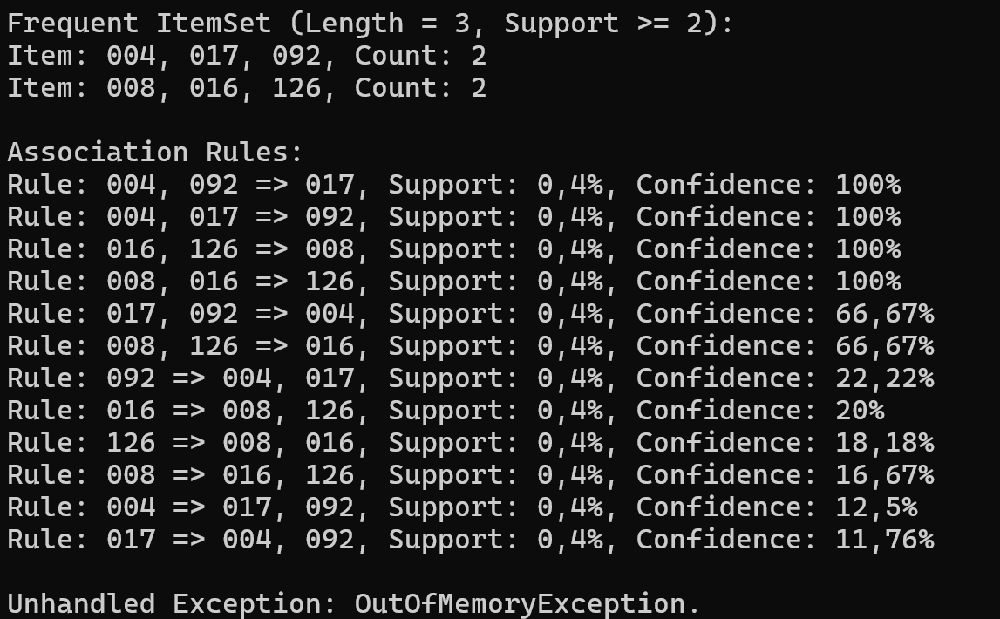 Frequent ItemSet (Length = 3, Support >= 2):
Item: 004, 017, 092, Count: 2
Item: 008, 016, 126, Count: 2
Association Rules:
Rule: 004, 092 => 017, Support: 0,4%, Confidence: 100%
Rule: 004, 017 => 092, Support: 0,4%, Confidence: 100%
Rule: 016, 126 => 008, Support: 0,4%, Confidence: 100%
Rule: 008, 016 => 126, Support: 0,4%, Confidence: 100%
Rule: 017, 092 => 004, Support: 0,4%, Confidence: 66,67%
Rule: 008, 126 => 016, Support: 0,4%, Confidence: 66,67%
Rule: 092 => 004, 017, Support: 0,4%, Confidence: 22,22%
Rule: 016 => 008, 126, Support: 0,4%, Confidence: 20%
Rule: 126 => 008, 016, Support: 0,4%, Confidence: 18,18%
Rule: 008 => 016, 126, Support: 0,4%, Confidence: 16,67%
Rule: 004 => 017, 092, Support: 0,4%, Confidence: 12,5%
Rule: 017 => 004, 092, Support: 0,4%, Confidence: 11,76%
Unhandled Exception: OutOfMemoryException.